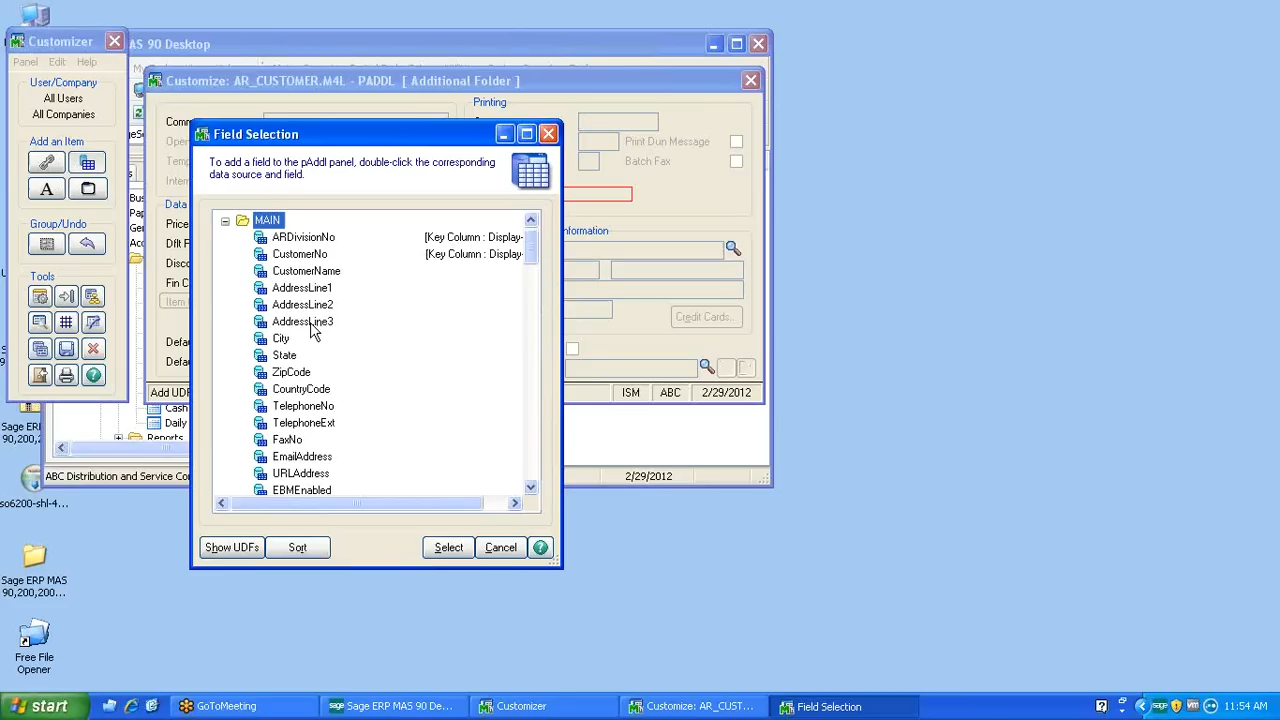 Customizer
Panel Edit Help
User/Company
All Users
All Companies
Add an Item
A
Group/Undo
Tools
AS 90 Desktop
Customize: AR_CUSTOMER.M4L - PADDL [ Additional Folder ]
Printing
Print Dun Message
Batch Fax
Data
Credit Cards...
ISM
ABC
2/29/2012
Field Selection
To add a field to the pAddl panel, double-click the corresponding
data source and field.
MAIN
ARDivisionNo [Key Column : Display-
CustomerNo [Key Column : Display-
CustomerName
AddressLine1
AddressLine2
AddressLine3
City
State
ZipCode
CountryCode
TelephoneNo
TelephoneExt
FaxNo
EmailAddress
URLAddress
EBMEnabled
Show UDFs
Sort
Select
Cancel
Reports
ABC Distribution and Service Co
2/29/2012
so6200-shl-4...
Sage ERP MAS
90,200,200...
Free File
Opener
start
GoToMeeting
Sage ERP MAS 90 De...
Customizer
Customize: AR_CUST...
Field Selection
11:54 AM